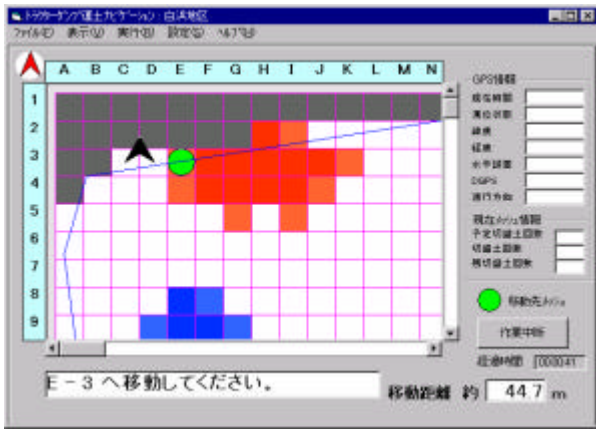 トラクターダンプ運土ナビゲーション：白浜地区
ファイル(F) 表示(V) 実行(R) 設定(S) ヘルプ(H)
A B C D E F G H I J K L M N
1
2
3
4
5
6
7
8
9
GPS情報
現在時間
測位状態
緯度
経度
水平誤差
DGPS
進行方向
現在メッシュ情報
予定切盛土回数
切盛土回数
残切盛土回数
移動先メッシュ
作業中断
経過時間 000041
E－3 へ移動してください。
移動距離 約 44.7 m